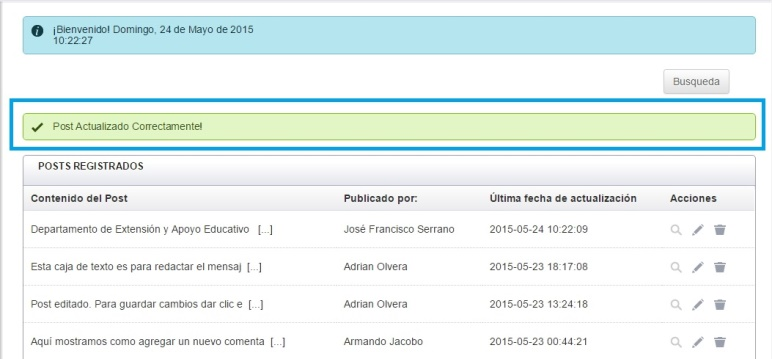 ¡Bienvenido! Domingo, 24 de Mayo de 2015
10:22:27
Busqueda
Post Actualizado Correctamente!
POSTS REGISTRADOS
Contenido del Post Publicado por: Última fecha de actualización Acciones
Departamento de Extensión y Apoyo Educativo [...] José Francisco Serrano 2015-05-24 10:22:09
Esta caja de texto es para redactar el mensaj [...] Adrian Olvera 2015-05-23 18:17:08
Post editado. Para guardar cambios dar clic e [...] Adrian Olvera 2015-05-23 13:24:18
Aquí mostramos como agregar un nuevo comenta [...] Armando Jacobo 2015-05-23 00:44:21